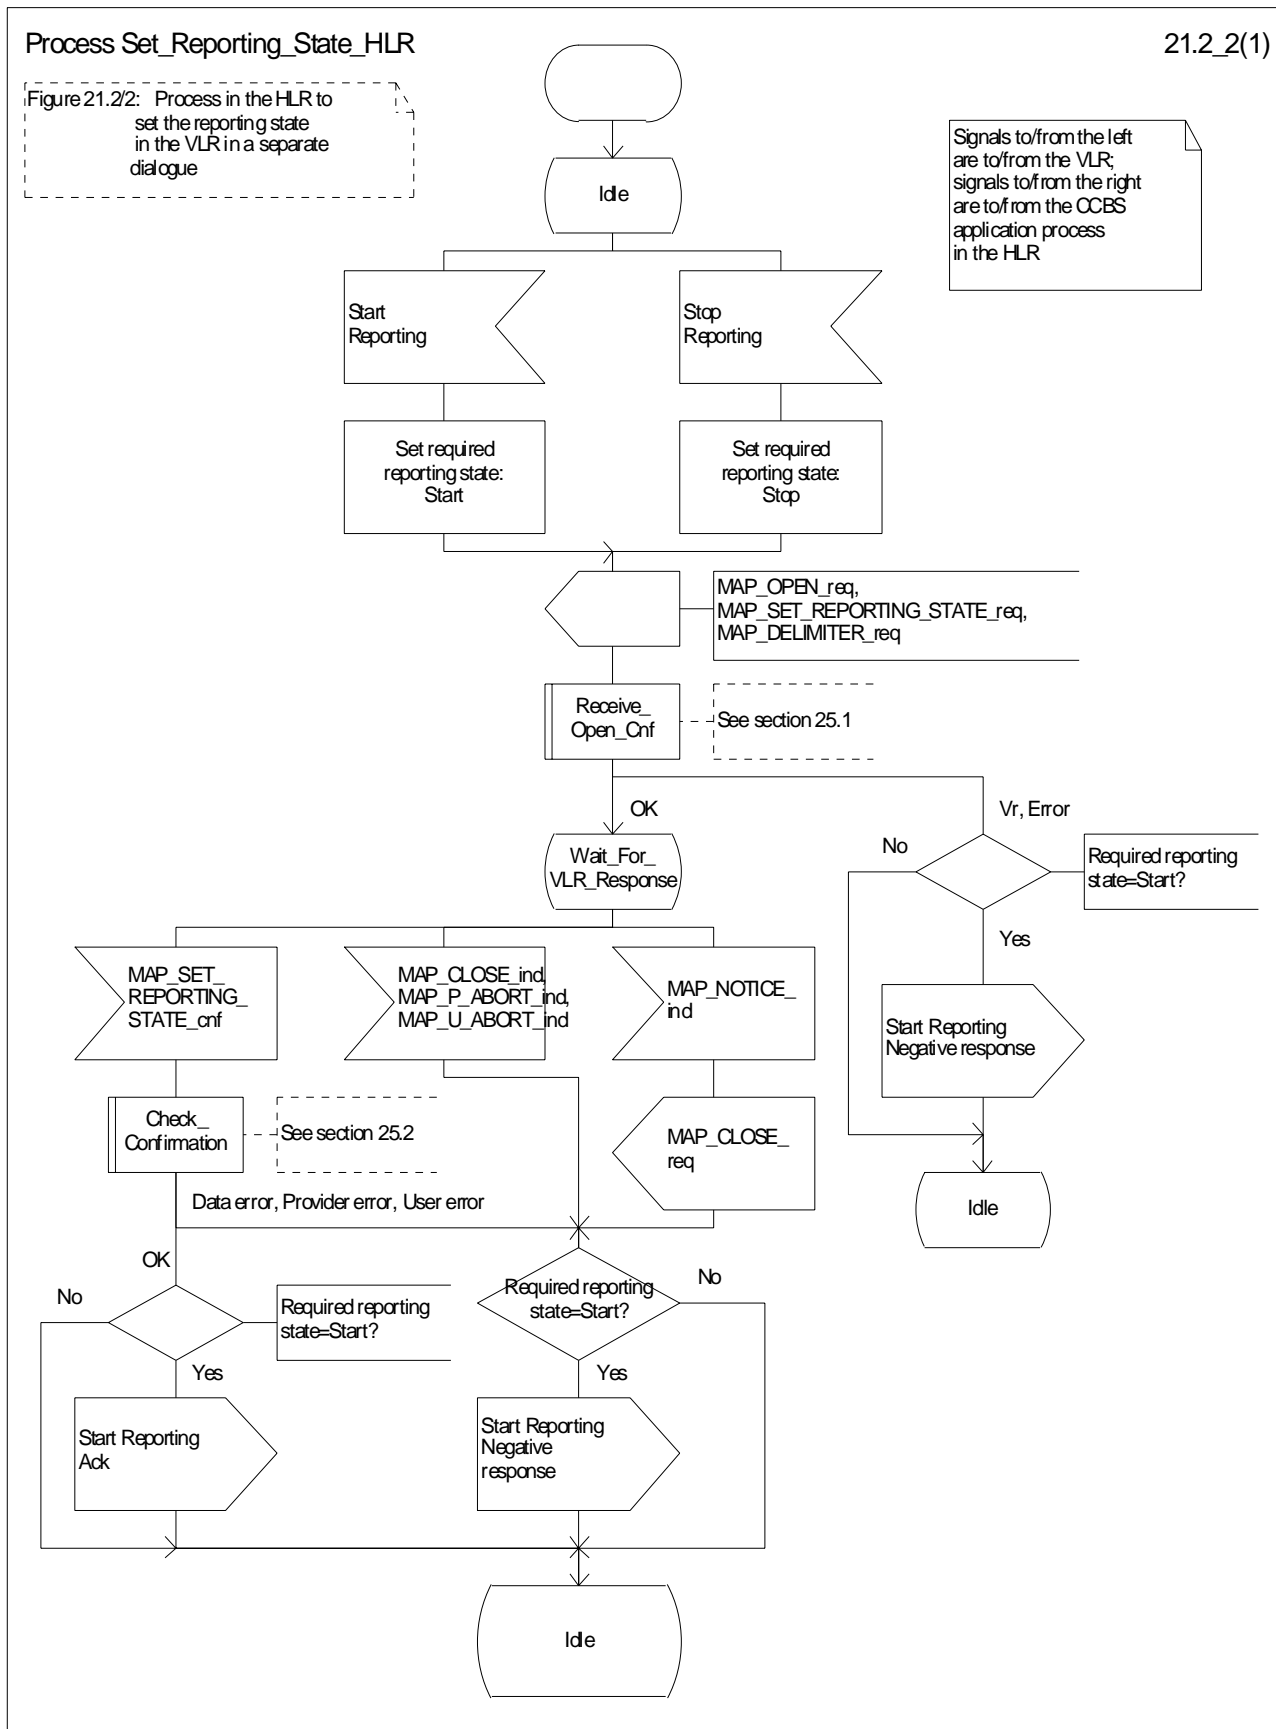 Process Set_Reporting_State_HLR
21.2_2(1)
Figure 21.2/2: Process in the HLR to
set the reporting state
in the VLR in a separate
dialogue
Signals to/from the left
are to/from the VLR;
signals to/from the right
are to/from the CCBS
application process
in the HLR
Idle
Start
Reporting
Stop
Reporting
Set required
reporting state:
Start
Set required
reporting state:
Stop
MAP_OPEN_req,
MAP_SET_REPORTING_STATE_req,
MAP_DELIMITER_req
Receive_
Open_Cnf
See section 25.1
OK
Vr, Error
Wait_For_
VLR_Response
No
Required reporting
state=Start?
Yes
MAP_SET_
REPORTING_
STATE_cnf
MAP_CLOSE_ind,
MAP_P_ABORT_ind,
MAP_U_ABORT_ind
MAP_NOTICE_
ind
Start Reporting
Negative response
Check_
Confirmation
See section 25.2
MAP_CLOSE_
req
Data error, Provider error, User error
Idle
OK
No
Required reporting
state=Start?
Required reporting
state=Start?
No
Yes
Yes
Start Reporting
Ack
Start Reporting
Negative
response
Idle